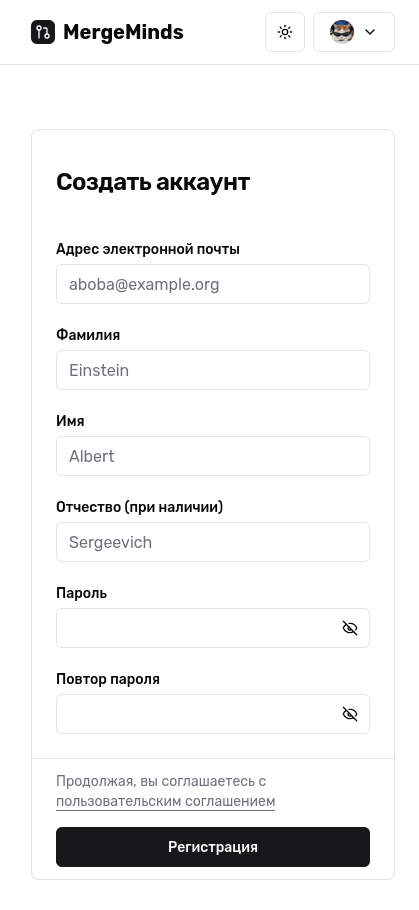 MergeMinds
Создать аккаунт
Адрес электронной почты
aboba@example.org
Фамилия
Einstein
Имя
Albert
Отчество (при наличии)
Sergeevich
Пароль
Повтор пароля
Продолжая, вы соглашаетесь с
пользовательским соглашением
Регистрация